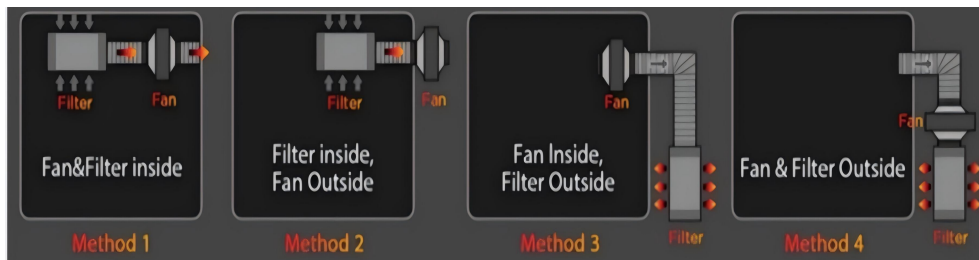 Filter
Fan
Fan&Filter inside
Method 1
Filter
Fan
Filter inside,
Fan Outside
Method 2
Fan
Fan Inside,
Filter Outside
Filter
Method 3
Fan
Fan & Filter Outside
Filter
Method 4